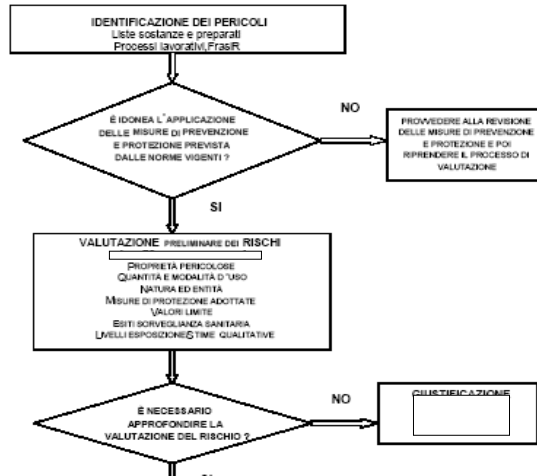 IDENTIFICAZIONE DEI PERICOLI
Liste sostanze e preparati
Processi lavorativi,FrasiR
È IDONEA L'APPLICAZIONE
DELLE MISURE DI PREVENZIONE
E PROTEZIONE PREVISTA
DALLE NORME VIGENTI ?
NO
PROVVEDERE ALLA REVISIONE
DELLE MISURE DI PREVENZIONE
E PROTEZIONE E POI
RIPRENDERE IL PROCESSO DI
VALUTAZIONE
SI
VALUTAZIONE PRELIMINARE DEI RISCHI
PROPRIETÀ PERICOLOSE
QUANTITÀ E MODALITÀ D'USO
NATURA ED ENTITÀ
MISURE DI PROTEZIONE ADOTTATE
VALORI LIMITE
ESITI SORVEGLIANZA SANITARIA
LIVELLI ESPOSIZIONE STIME QUALITATIVE
È NECESSARIO
APPROFONDIRE LA
VALUTAZIONE DEL RISCHIO ?
NO
GIUSTIFICAZIONE
SI